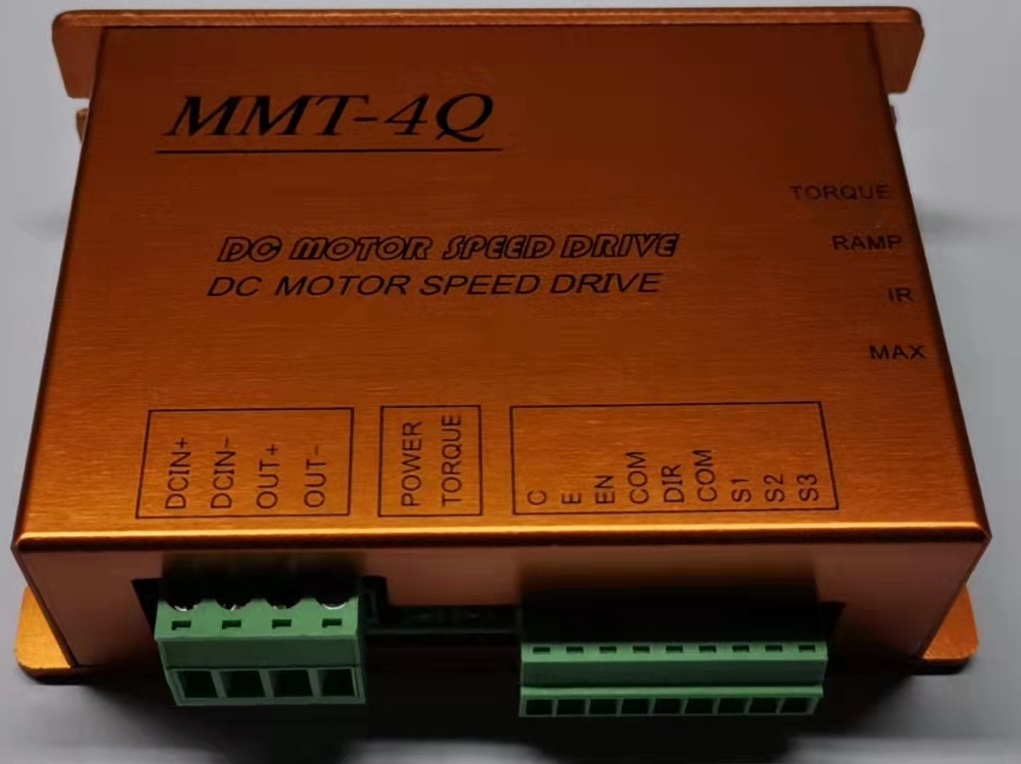 MMT-4Q
TORQUE
DC MOTOR SPEED DRIVE
RAMP
DC MOTOR SPEED DRIVE
IR
MAX
DCIN+
DCIN-
OUT+
OUT-
POWER
TORQUE
C
E
EN
COM
DIR
COM
S1
S2
S3